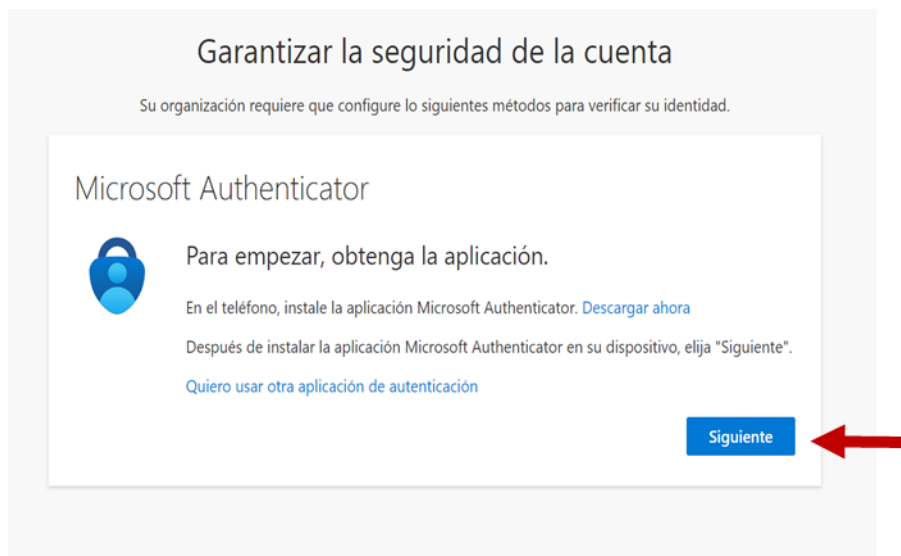 Garantizar la seguridad de la cuenta
Su organización requiere que configure lo siguientes métodos para verificar su identidad.
Microsoft Authenticator
Para empezar, obtenga la aplicación.
En el teléfono, instale la aplicación Microsoft Authenticator. Descargar ahora
Después de instalar la aplicación Microsoft Authenticator en su dispositivo, elija "Siguiente".
Quiero usar otra aplicación de autenticación
Siguiente